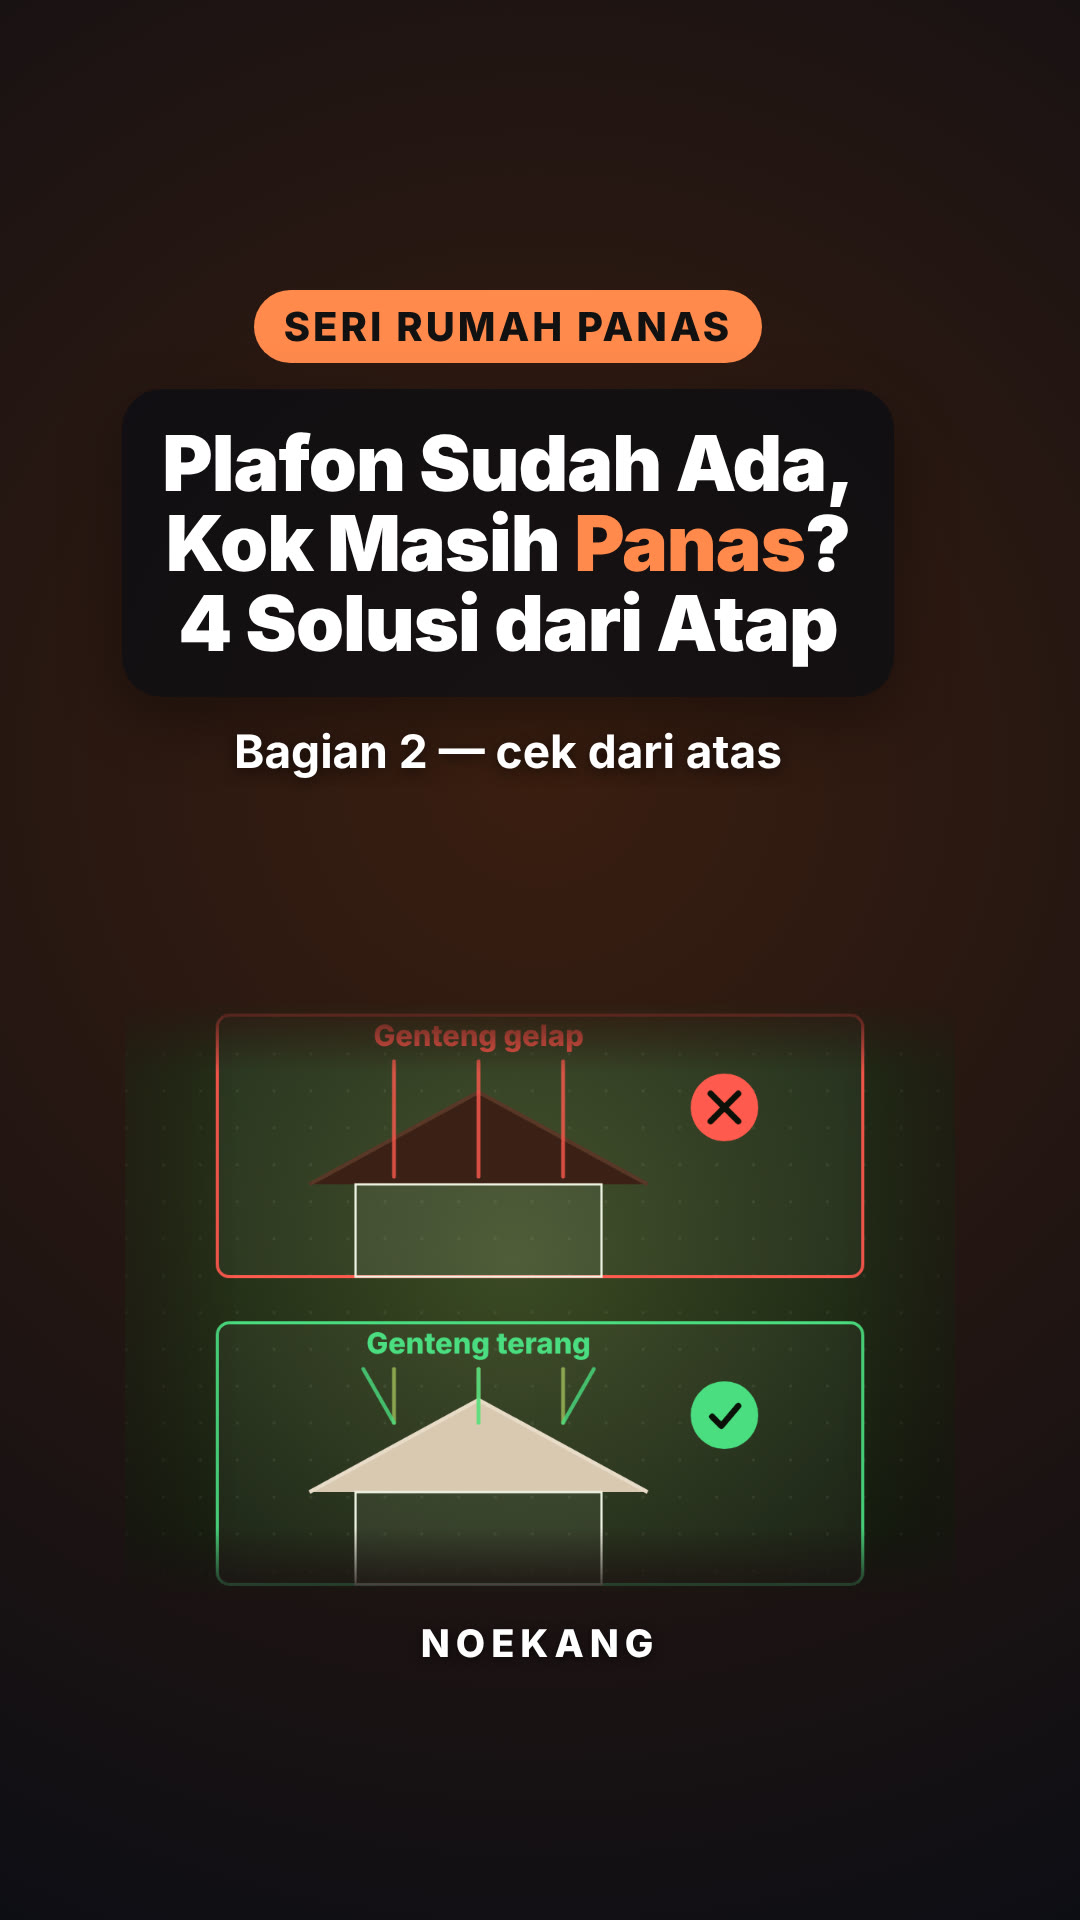 SERI RUMAH PANAS
Plafon Sudah Ada,
Kok Masih Panas?
4 Solusi dari Atap
Bagian 2 — cek dari atas
Genteng gelap
Genteng terang
NOEKANG